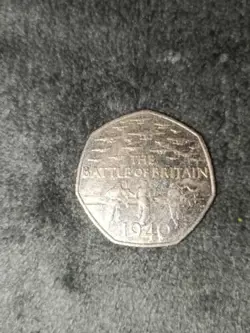 THE
BATTLE OF BRITAIN
1940